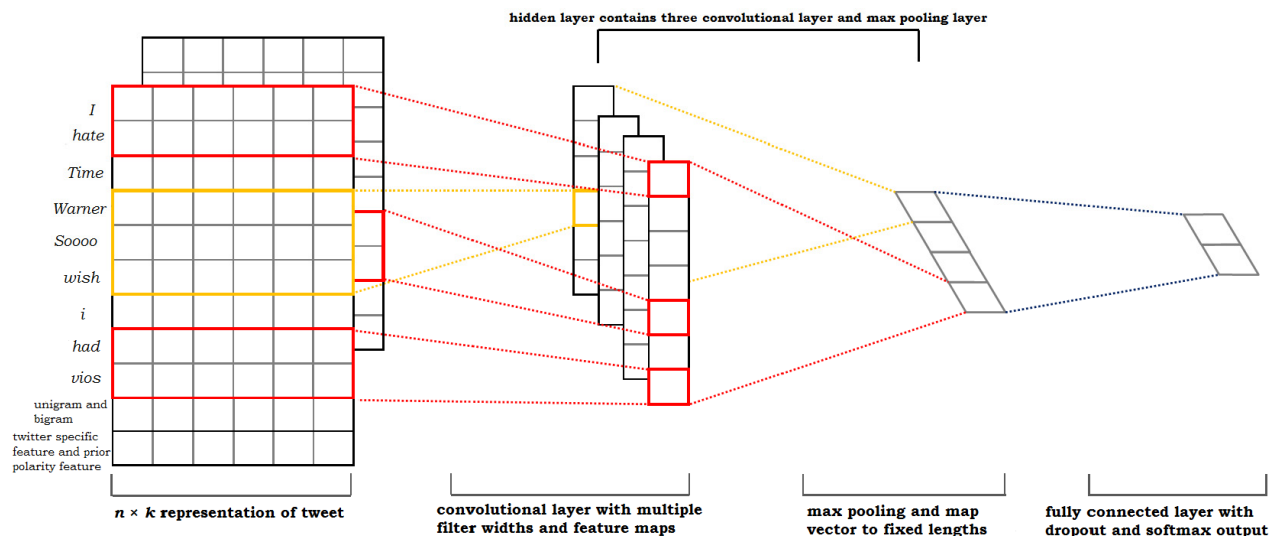 hidden layer contains three convolutional layer and max pooling layer
I
hate
Time
Warner
Soooo
wish
i
had
vios
unigram and
bigram
twitter specific
feature and prior
polarity feature
n × k representation of tweet
convolutional layer with multiple
filter widths and feature maps
max pooling and map
vector to fixed lengths
fully connected layer with
dropout and softmax output